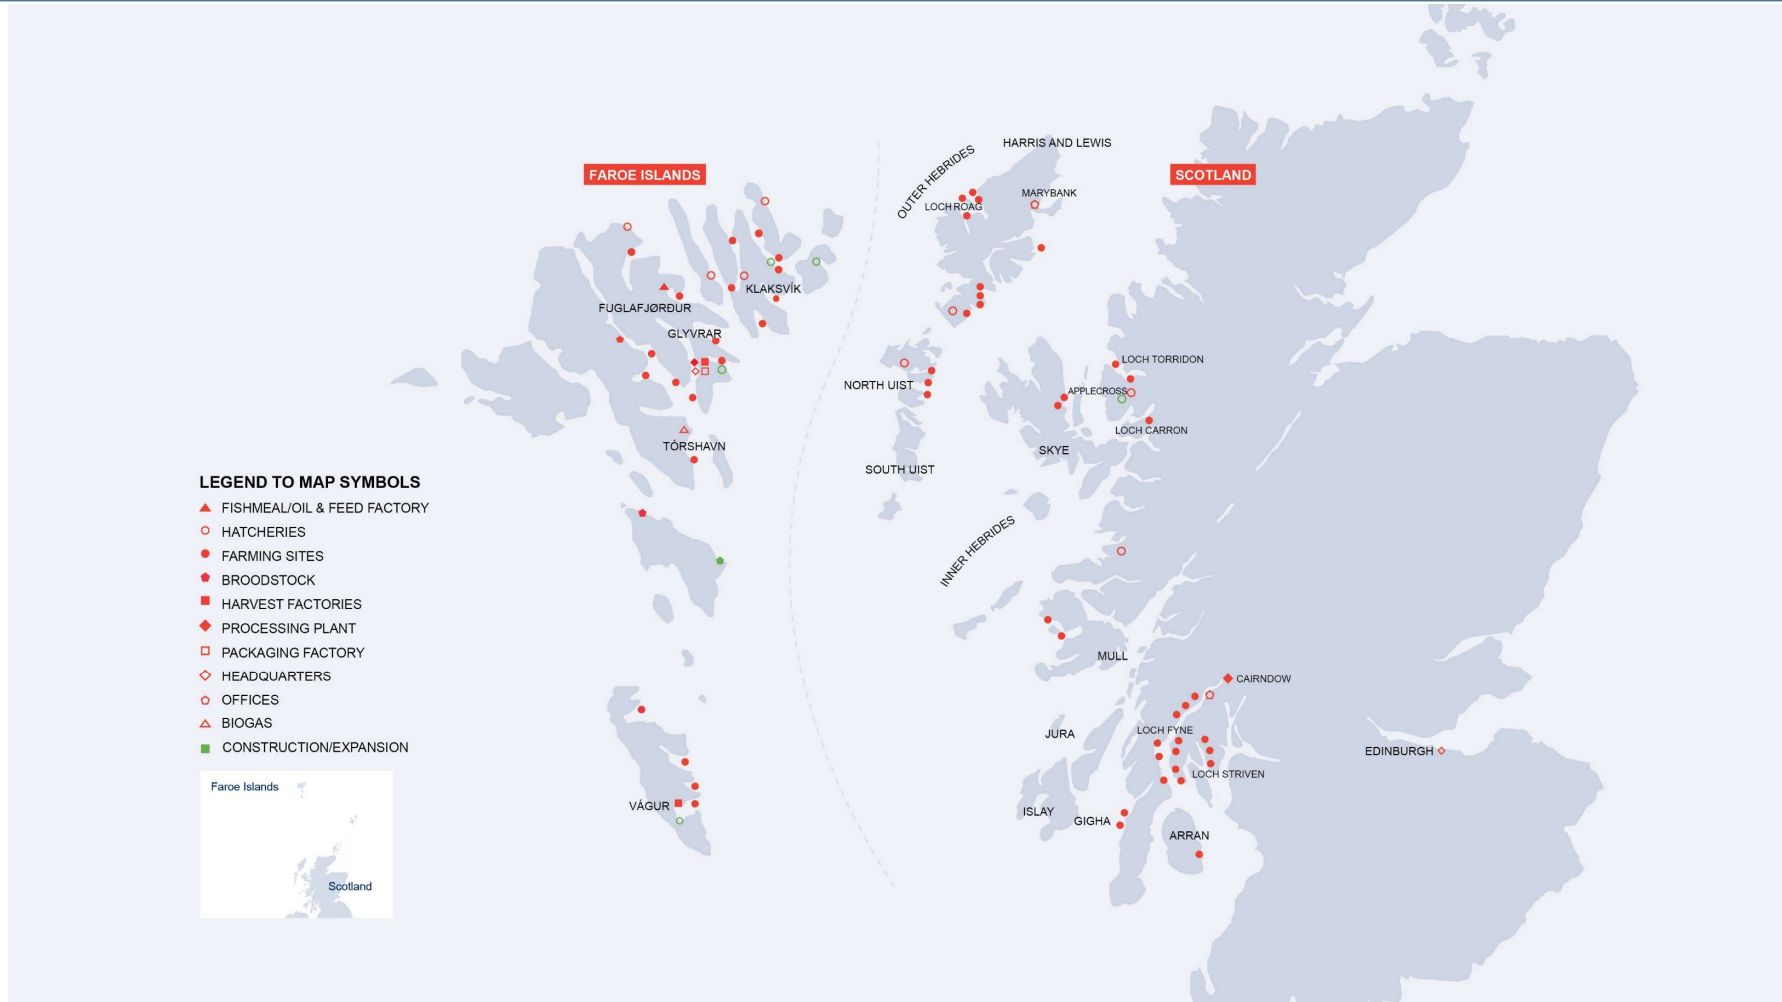 HARRIS AND LEWIS
OUTER HEBRIDES
FAROE ISLANDS
SCOTLAND
MARYBANK
LOCH ROAG
KLAKSVÍK
FUGLAFJØRÐUR
GLYVRAR
LOCH TORRIDON
NORTH UIST
APPLECROSS
LOCH CARRON
TÓRSHAVN
SKYE
SOUTH UIST
LEGEND TO MAP SYMBOLS
FISHMEAL/OIL & FEED FACTORY
HATCHERIES
FARMING SITES
BROODSTOCK
HARVEST FACTORIES
PROCESSING PLANT
PACKAGING FACTORY
HEADQUARTERS
OFFICES
BIOGAS
CONSTRUCTION/EXPANSION
INNER HEBRIDES
MULL
CAIRNDOW
JURA
LOCH FYNE
EDINBURGH
LOCH STRIVEN
VÁGUR
ISLAY
GIGHA
ARRAN
Faroe Islands
Scotland